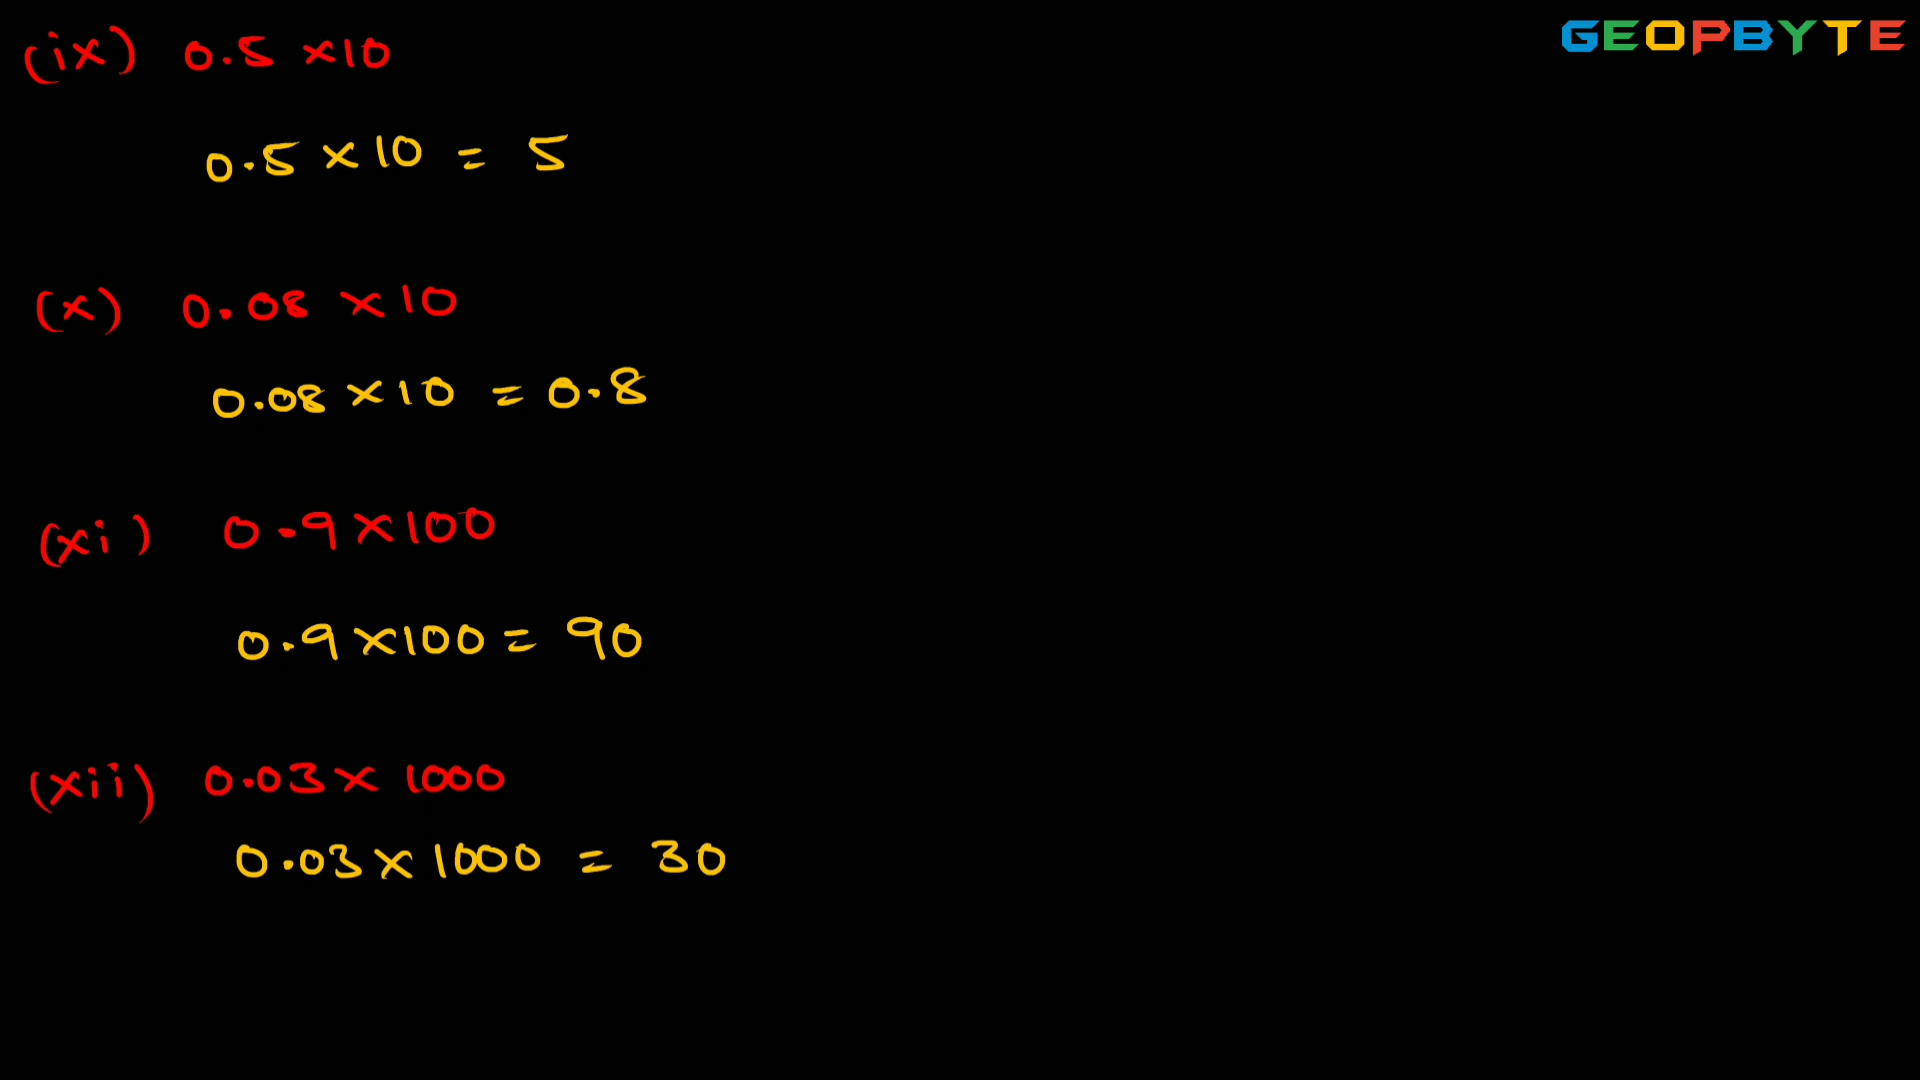 (ix) 0.5 ×10
GEOPBYTE
0.5 ×10 = 5
(x) 0.08 ×10
0.08 ×10 = 0.8
(xi) 0.9×100
0.9×100 = 90
(xii) 0.03× 1000
0.03×1000 = 30